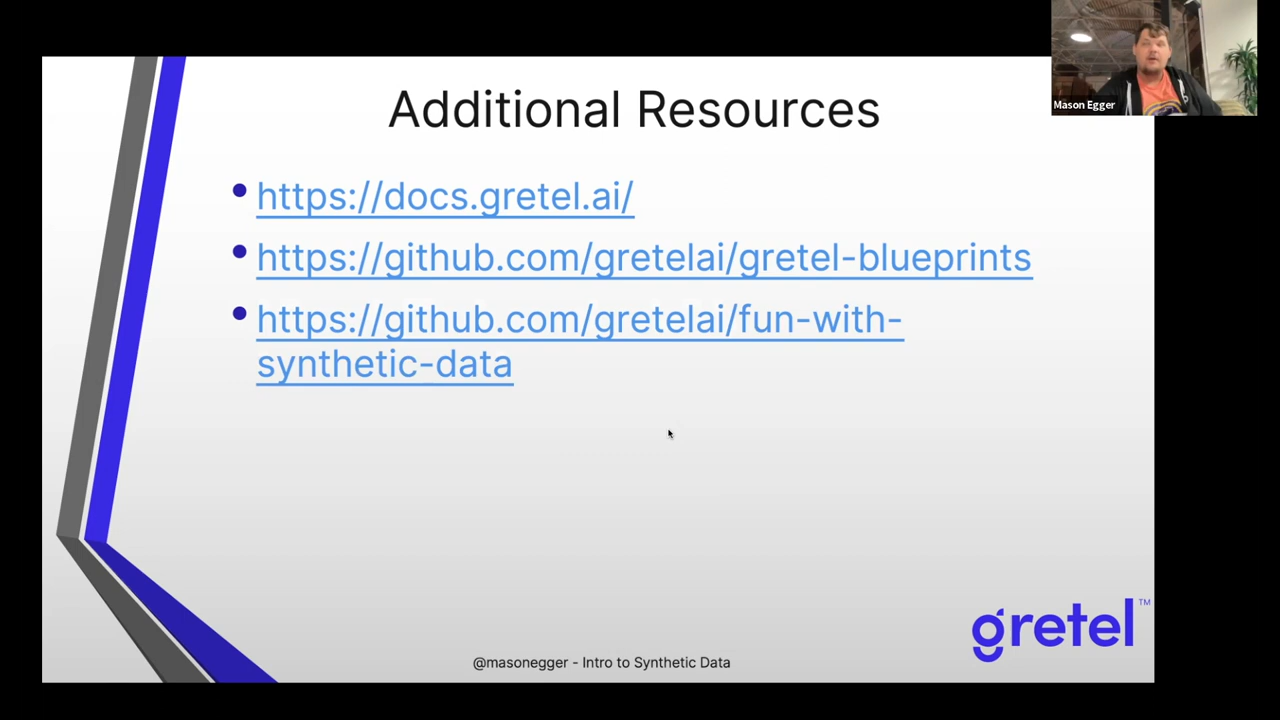 Additional Resources
Mason Egger
• https://docs.gretel.ai/
• https://github.com/gretelai/gretel-blueprints
• https://github.com/gretelai/fun-with-
synthetic-data
gretel™
@masonegger - Intro to Synthetic Data